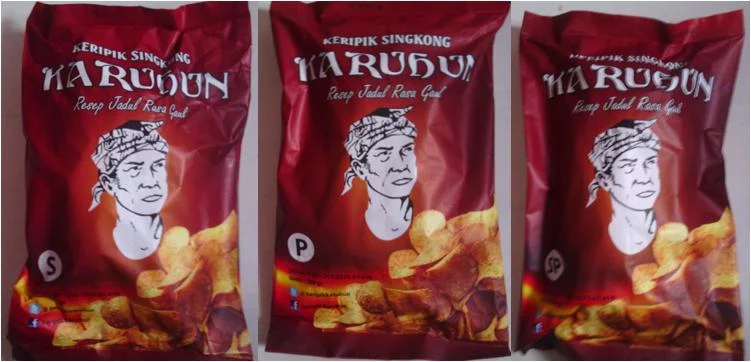 KERIPIK SINGKONG
KARUHUN
Resep Jadul Rasa Gaul
S
KERIPIK SINGKONG
KARUHUN
Resep Jadul Rasa Gaul
P
KERIPIK SINGKONG
KARUHUN
Resep Jadul Rasa Gaul
SP